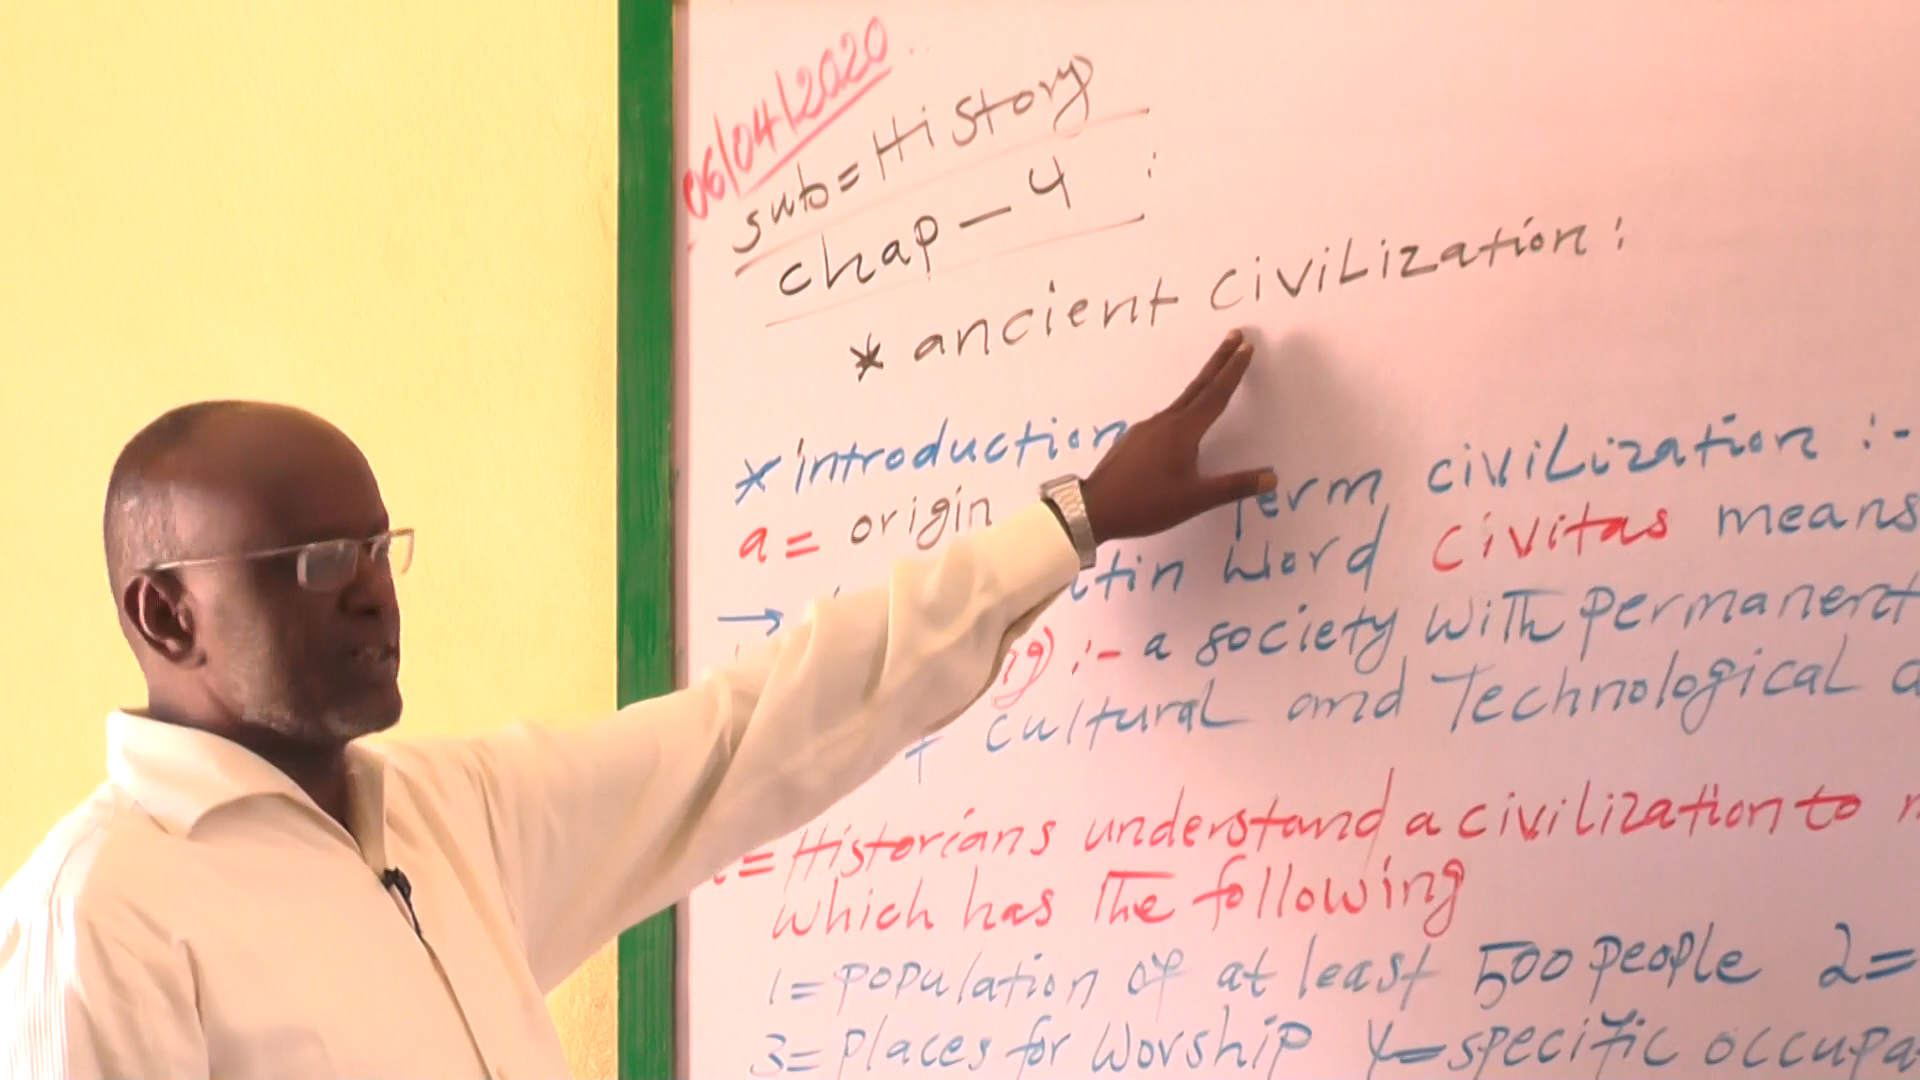 06/04/2020
sub = History
chap - 4 :
* ancient civilization :
* introduction
a = origin term civilization :-
→ Latin word civitas means
:- a society with permanent
cultural and Technological
= Historians understand a civilization to
which has The following
1 = population of at least 500 people 2 =
3 = places for worship 4 = specific occupa